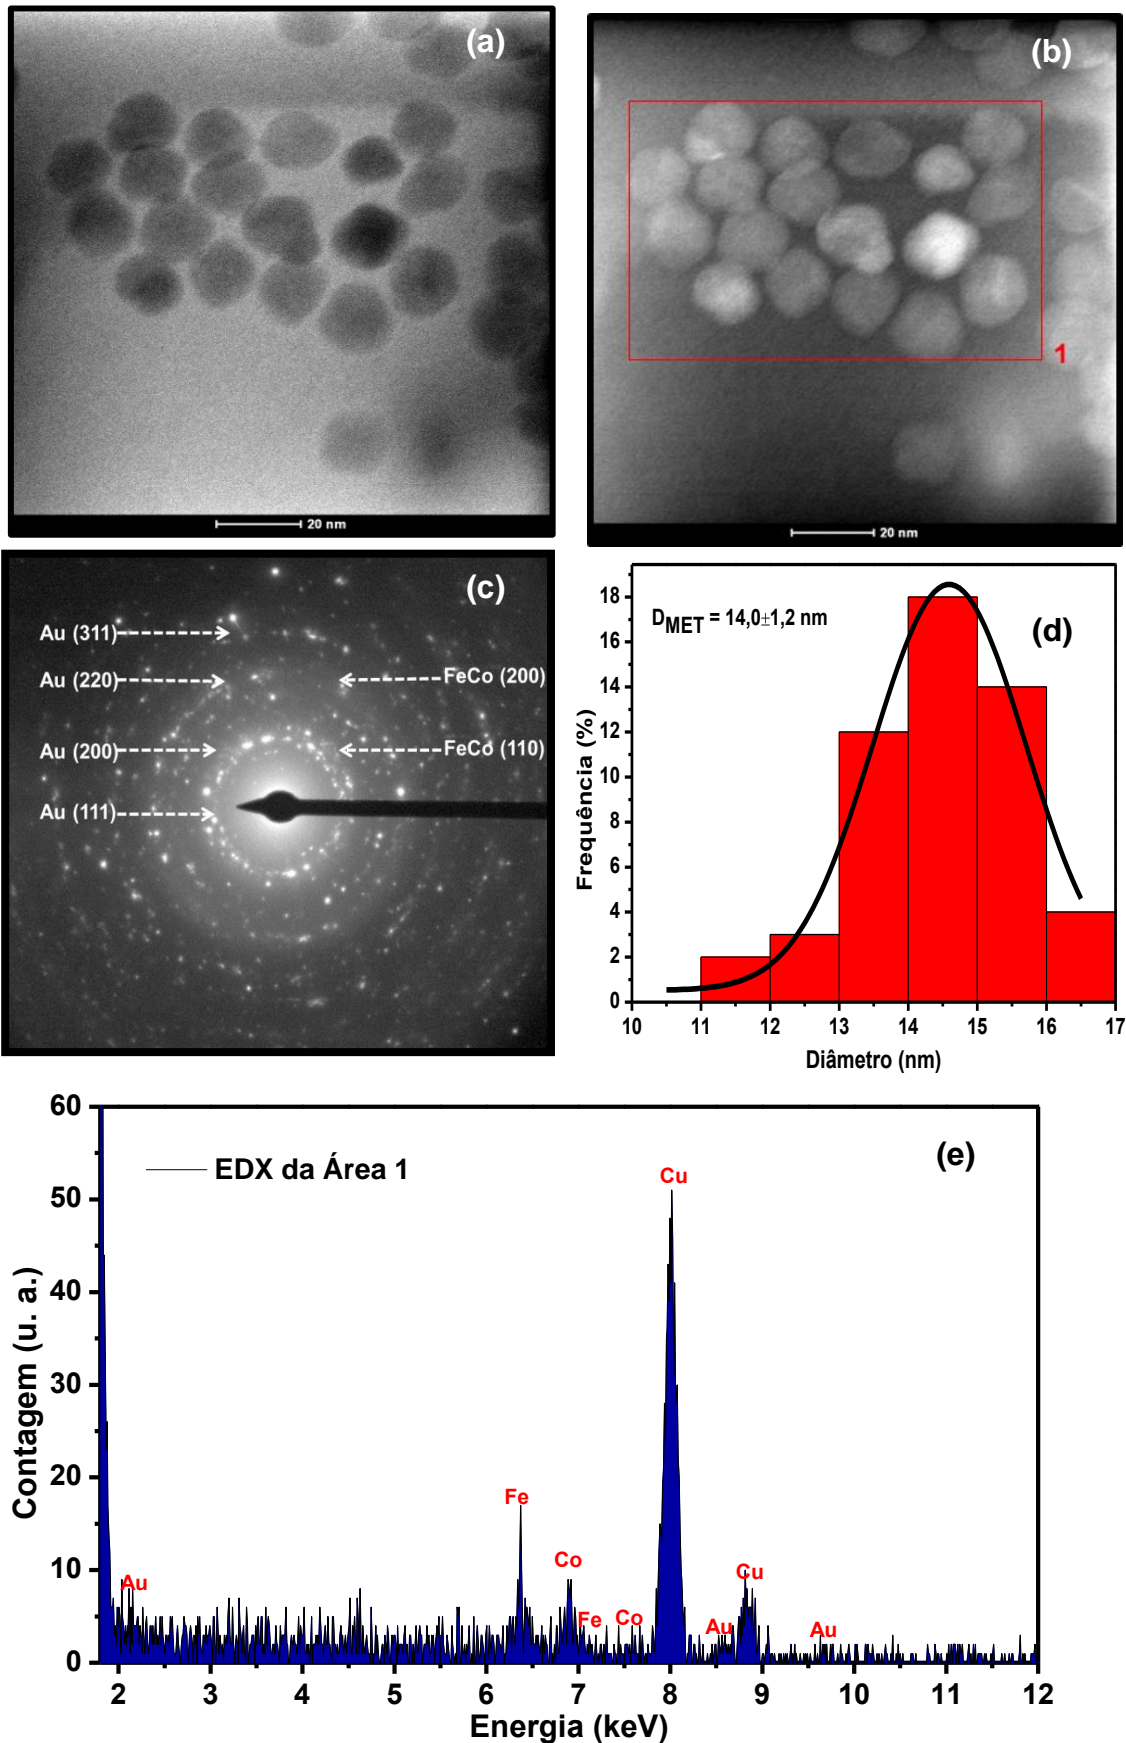 (a)
20 nm
(b)
1
20 nm
(c)
Au (311)
Au (220)
FeCo (200)
Au (200)
FeCo (110)
Au (111)
(d)
D_MET = 14,0±1,2 nm
Frequência (%)
18
16
14
12
10
8
6
4
2
0
10 11 12 13 14 15 16 17
Diâmetro (nm)
(e)
EDX da Área 1
Contagem (u. a.)
60
50
40
30
20
10
0
Au
Fe
Co
Fe
Co
Cu
Au
Cu
Au
2 3 4 5 6 7 8 9 10 11 12
Energia (keV)